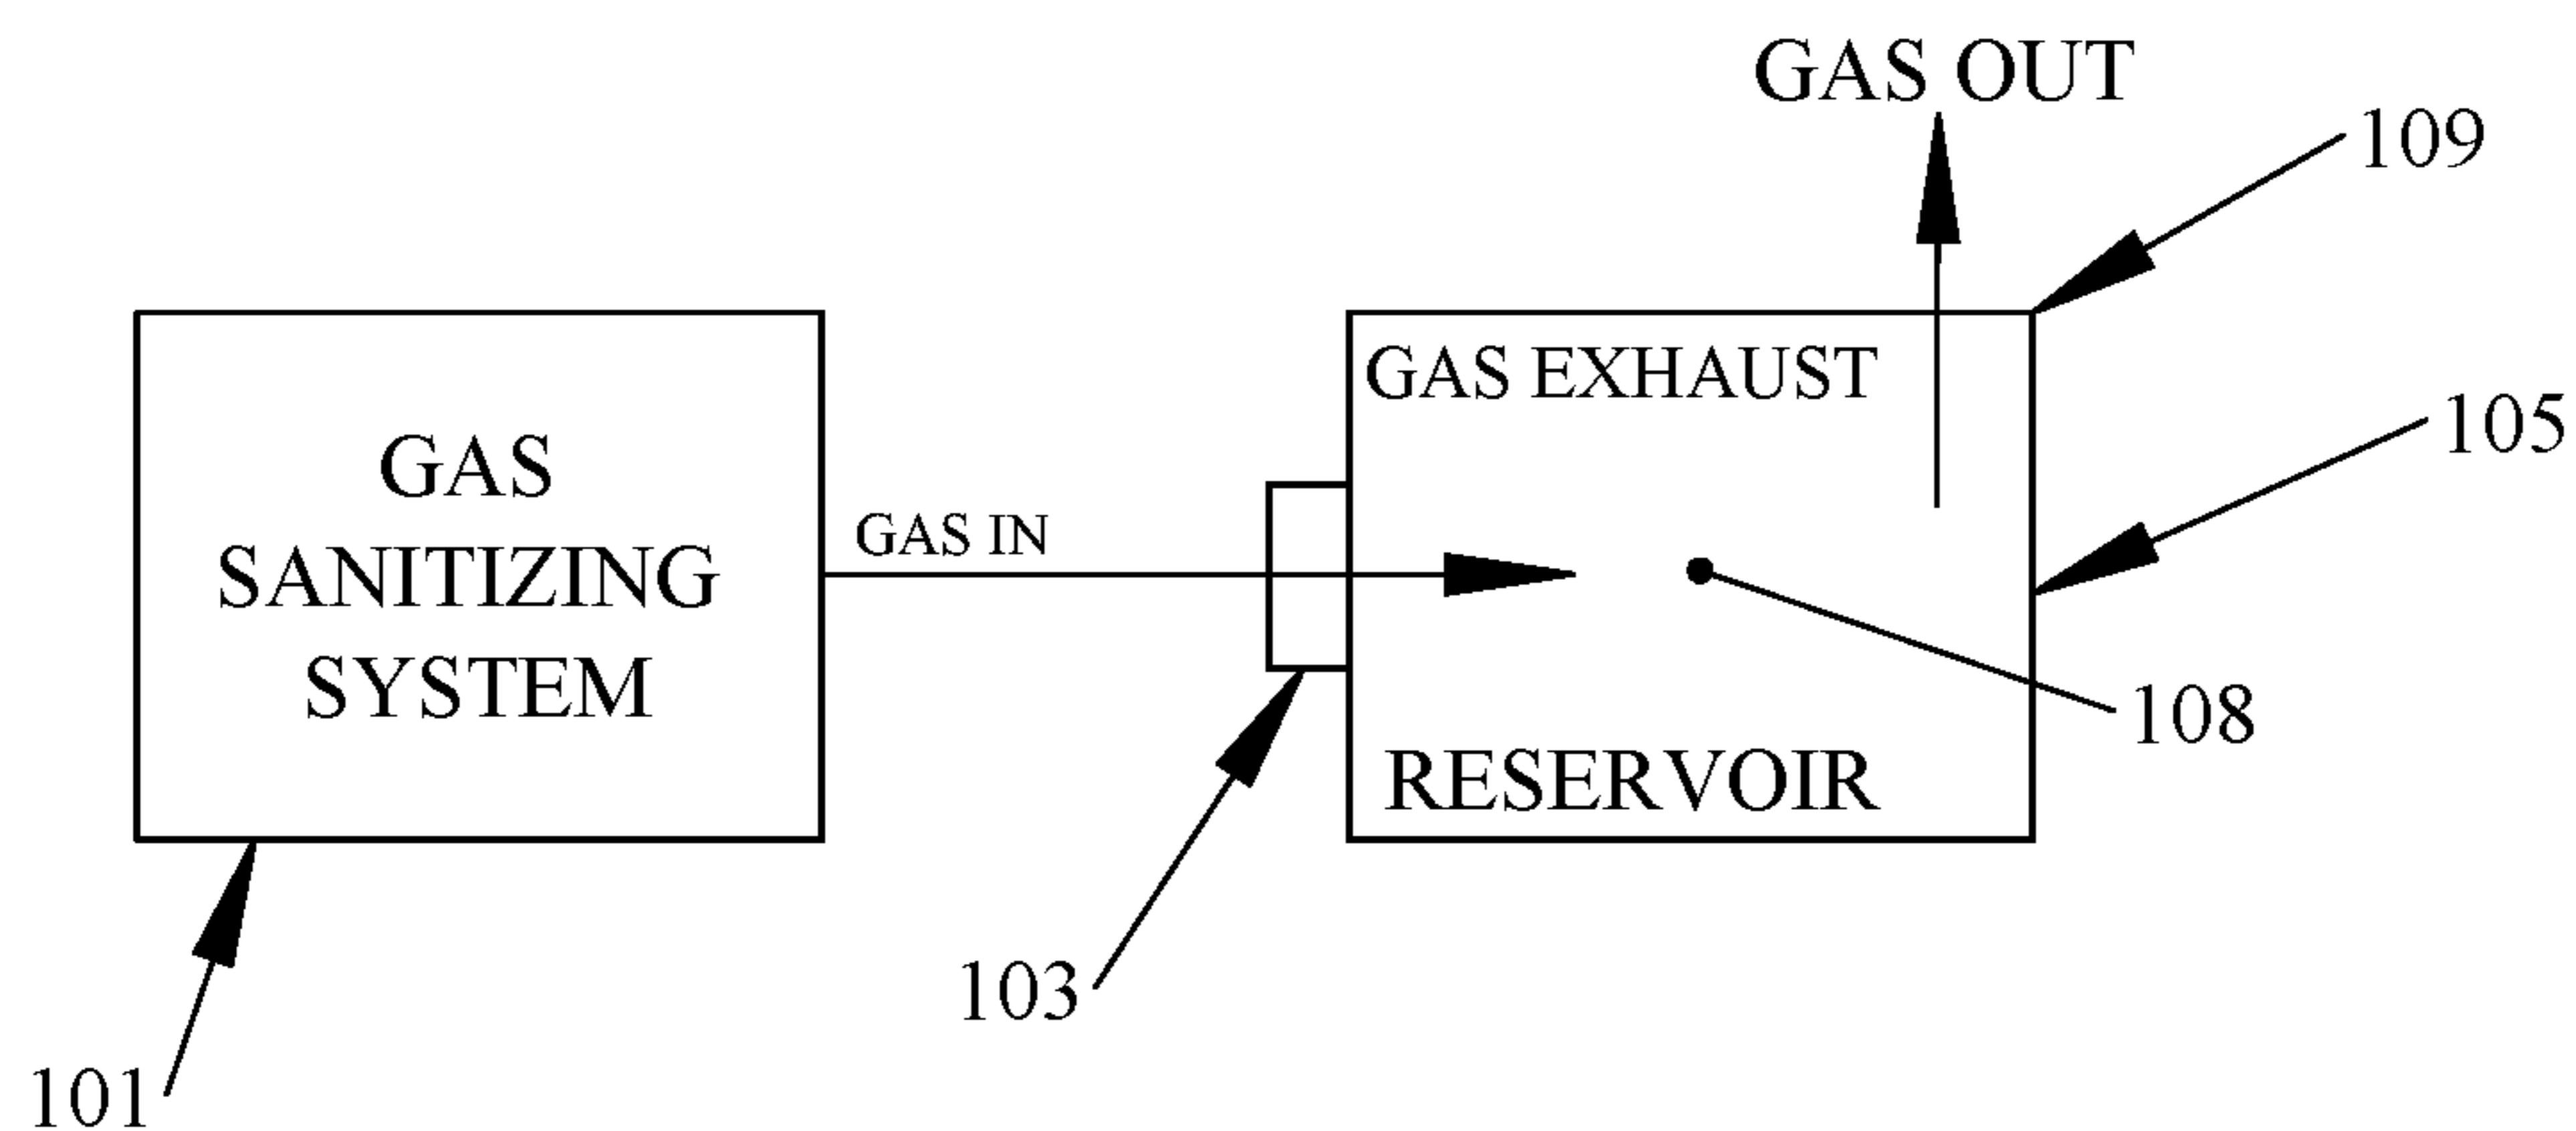 GAS OUT
109
GAS EXHAUST
105
GAS
SANITIZING
SYSTEM
GAS IN
108
RESERVOIR
103
101